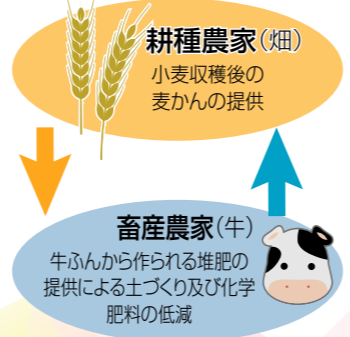 耕種農家（畑）
小麦収穫後の
麦かんの提供
畜産農家（牛）
牛ふんから作られる堆肥の
提供による土づくり及び化学
肥料の低減